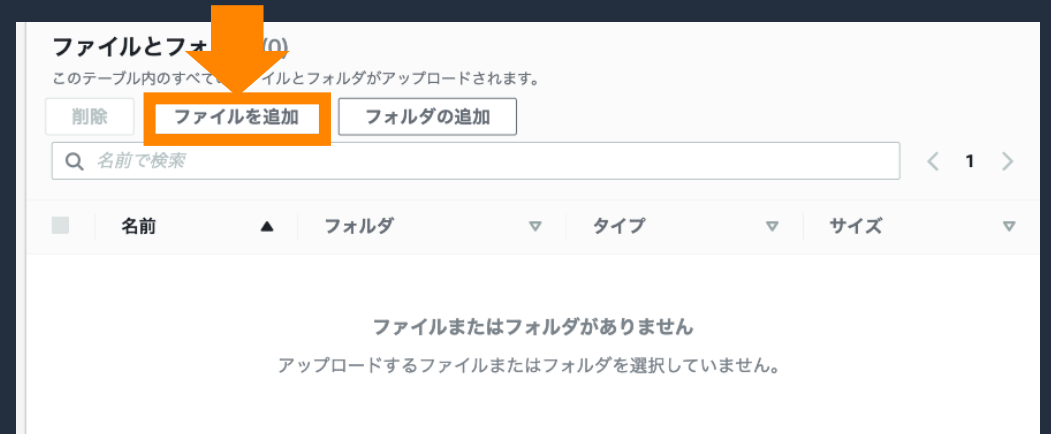 ファイルとフォ (0)
このテーブル内のすべて イルとフォルダがアップロードされます。
削除 ファイルを追加 フォルダの追加
名前で検索 1
名前 フォルダ タイプ サイズ
ファイルまたはフォルダがありません
アップロードするファイルまたはフォルダを選択していません。